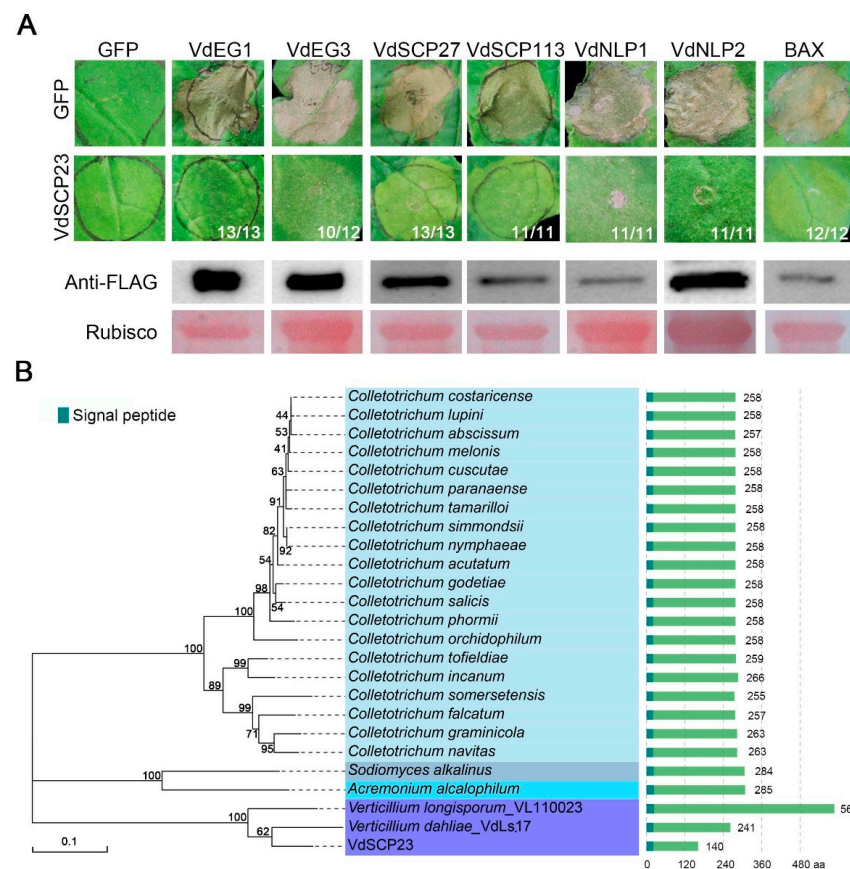 A
GFP VdEG1 VdEG3 VdSCP27 VdSCP113 VdNLP1 VdNLP2 BAX
GFP
VdSCP23
13/13 10/12 13/13 11/11 11/11 11/11 12/12
Anti-FLAG
Rubisco
B
Signal peptide
Colletotrichum costaricense 258
44 Colletotrichum lupini 258
53 Colletotrichum abscissum 257
41 Colletotrichum melonis 258
63 Colletotrichum cuscutae 258
Colletotrichum paranaense 258
91 Colletotrichum tamarilloi 258
82 Colletotrichum simmondsii 258
92 Colletotrichum nymphaeae 258
54 Colletotrichum acutatum 258
98 Colletotrichum godetiae 258
54 Colletotrichum salicis 258
100 Colletotrichum phormii 258
Colletotrichum orchidophilum 258
100 Colletotrichum tofieldiae 259
99 Colletotrichum incanum 266
89 Colletotrichum somersetensis 255
99 Colletotrichum falcatum 257
71 Colletotrichum graminicola 263
95 Colletotrichum navitas 263
Sodiomyces alkalinus 284
100 Acremonium alcalophilum 285
Verticillium longisporum_VL110023 56
100 Verticillium dahliae_VdLs.17 241
62 VdSCP23 140
0.1
0 120 240 360 480 aa